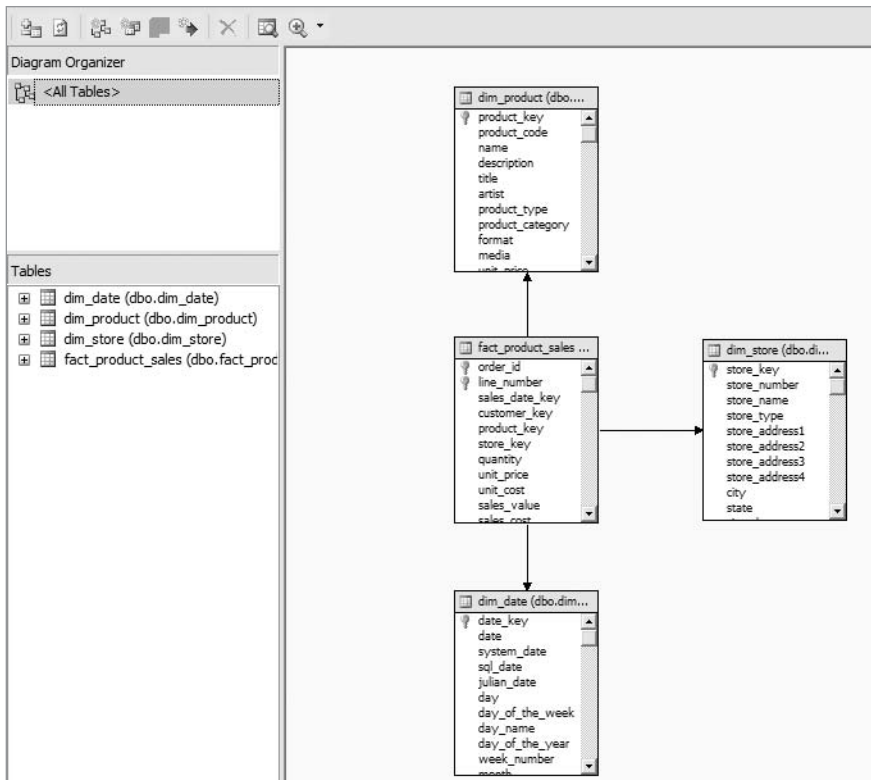 Diagram Organizer
<All Tables>
Tables
dim_date (dbo.dim_date)
dim_product (dbo.dim_product)
dim_store (dbo.dim_store)
fact_product_sales (dbo.fact_proc
dim_product (dbo....
product_key
product_code
name
description
title
artist
product_type
product_category
format
media
unit_price
fact_product_sales ...
order_id
line_number
sales_date_key
customer_key
product_key
store_key
quantity
unit_price
unit_cost
sales_value
sales_cost
dim_store (dbo.di...
store_key
store_number
store_name
store_type
store_address1
store_address2
store_address3
store_address4
city
state
dim_date (dbo.dim...
date_key
date
system_date
sql_date
julian_date
day
day_of_the_week
day_name
day_of_the_year
week_number
month